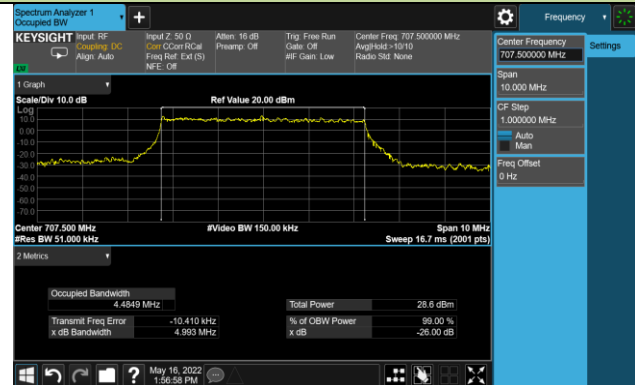 Spectrum Analyzer 1
Occupied BW
Frequency
KEYSIGHT
Input: RF
Coupling: DC
Align: Auto
Input Z: 50 Ω
Corr CCorr RCal
Freq Ref: Ext (S)
NFE: Off
Atten: 16 dB
Preamp: Off
Trig: Free Run
Gate: Off
#IF Gain: Low
Center Freq: 707.500000 MHz
Avg|Hold:>10/10
Radio Std: None
Center Frequency
707.500000 MHz
Settings
Span
10.000 MHz
CF Step
1.000000 MHz
Auto
Man
Freq Offset
0 Hz
1 Graph
Scale/Div 10.0 dB
Ref Value 20.00 dBm
Log
10.0
0.00
-10.0
-20.0
-30.0
-40.0
-50.0
-60.0
-70.0
Center 707.500 MHz
#Video BW 150.00 kHz
Span 10 MHz
#Res BW 51.000 kHz
Sweep 16.7 ms (2001 pts)
2 Metrics
Occupied Bandwidth
4.4849 MHz
Total Power 28.6 dBm
Transmit Freq Error -10.410 kHz
% of OBW Power 99.00 %
x dB Bandwidth 4.993 MHz
x dB -26.00 dB
May 16, 2022
1:56:58 PM